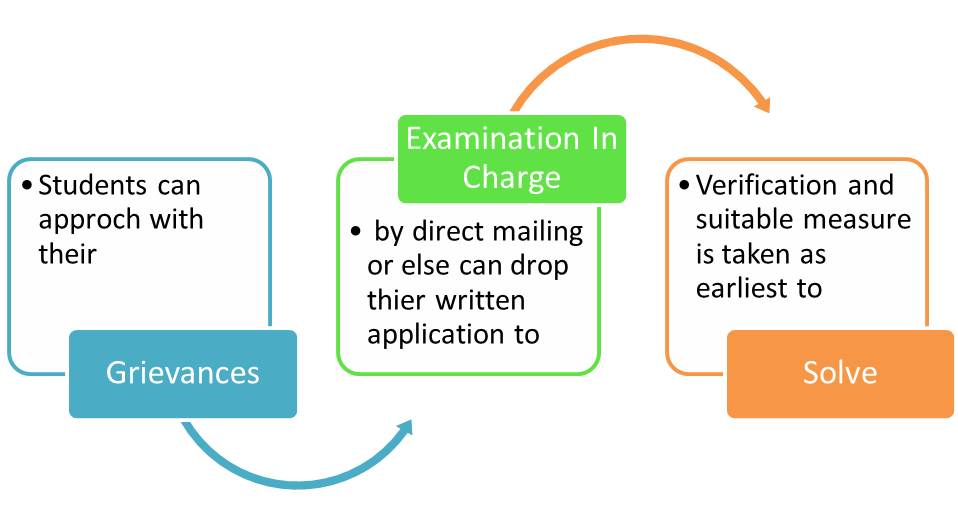 • Students can
approch with
their
Grievances
Examination In
Charge
• by direct mailing
or else can drop
thier written
application to
• Verification and
suitable measure
is taken as
earliest to
Solve